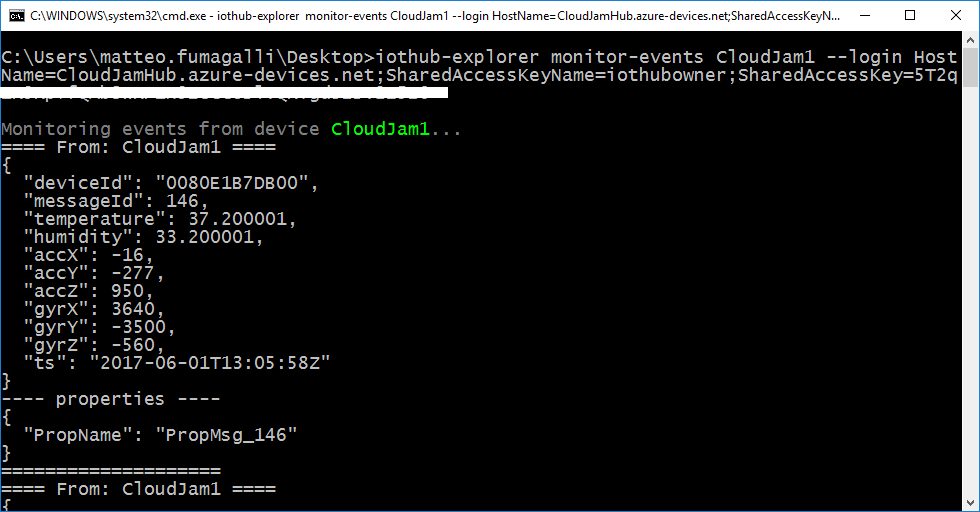 C:\WINDOWS\system32\cmd.exe - iothub-explorer monitor-events CloudJam1 --login HostName=CloudJamHub.azure-devices.net;SharedAccessKeyN...
C:\Users\matteo.fumagalli\Desktop>iothub-explorer monitor-events CloudJam1 --login Host
Name=CloudJamHub.azure-devices.net;SharedAccessKeyName=iothubowner;SharedAccessKey=5T2q
Monitoring events from device CloudJam1...
==== From: CloudJam1 ====
{
  "deviceId": "0080E1B7DB00",
  "messageId": 146,
  "temperature": 37.200001,
  "humidity": 33.200001,
  "accX": -16,
  "accY": -277,
  "accZ": 950,
  "gyrX": 3640,
  "gyrY": -3500,
  "gyrZ": -560,
  "ts": "2017-06-01T13:05:58Z"
}
---- properties ----
{
  "PropName": "PropMsg_146"
}
====================
==== From: CloudJam1 ====
{